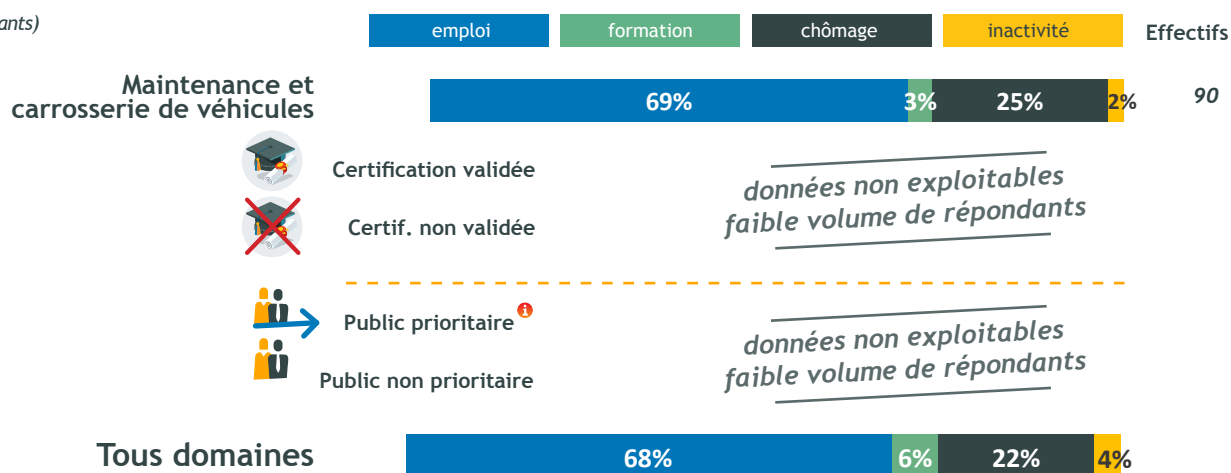 ants)
emploi formation chômage inactivité Effectifs
Maintenance et
carrosserie de véhicules
69% 3% 25% 2% 90
Certification validée
Certif. non validée
données non exploitables
faible volume de répondants
Public prioritaire i
Public non prioritaire
données non exploitables
faible volume de répondants
Tous domaines 68% 6% 22% 4%